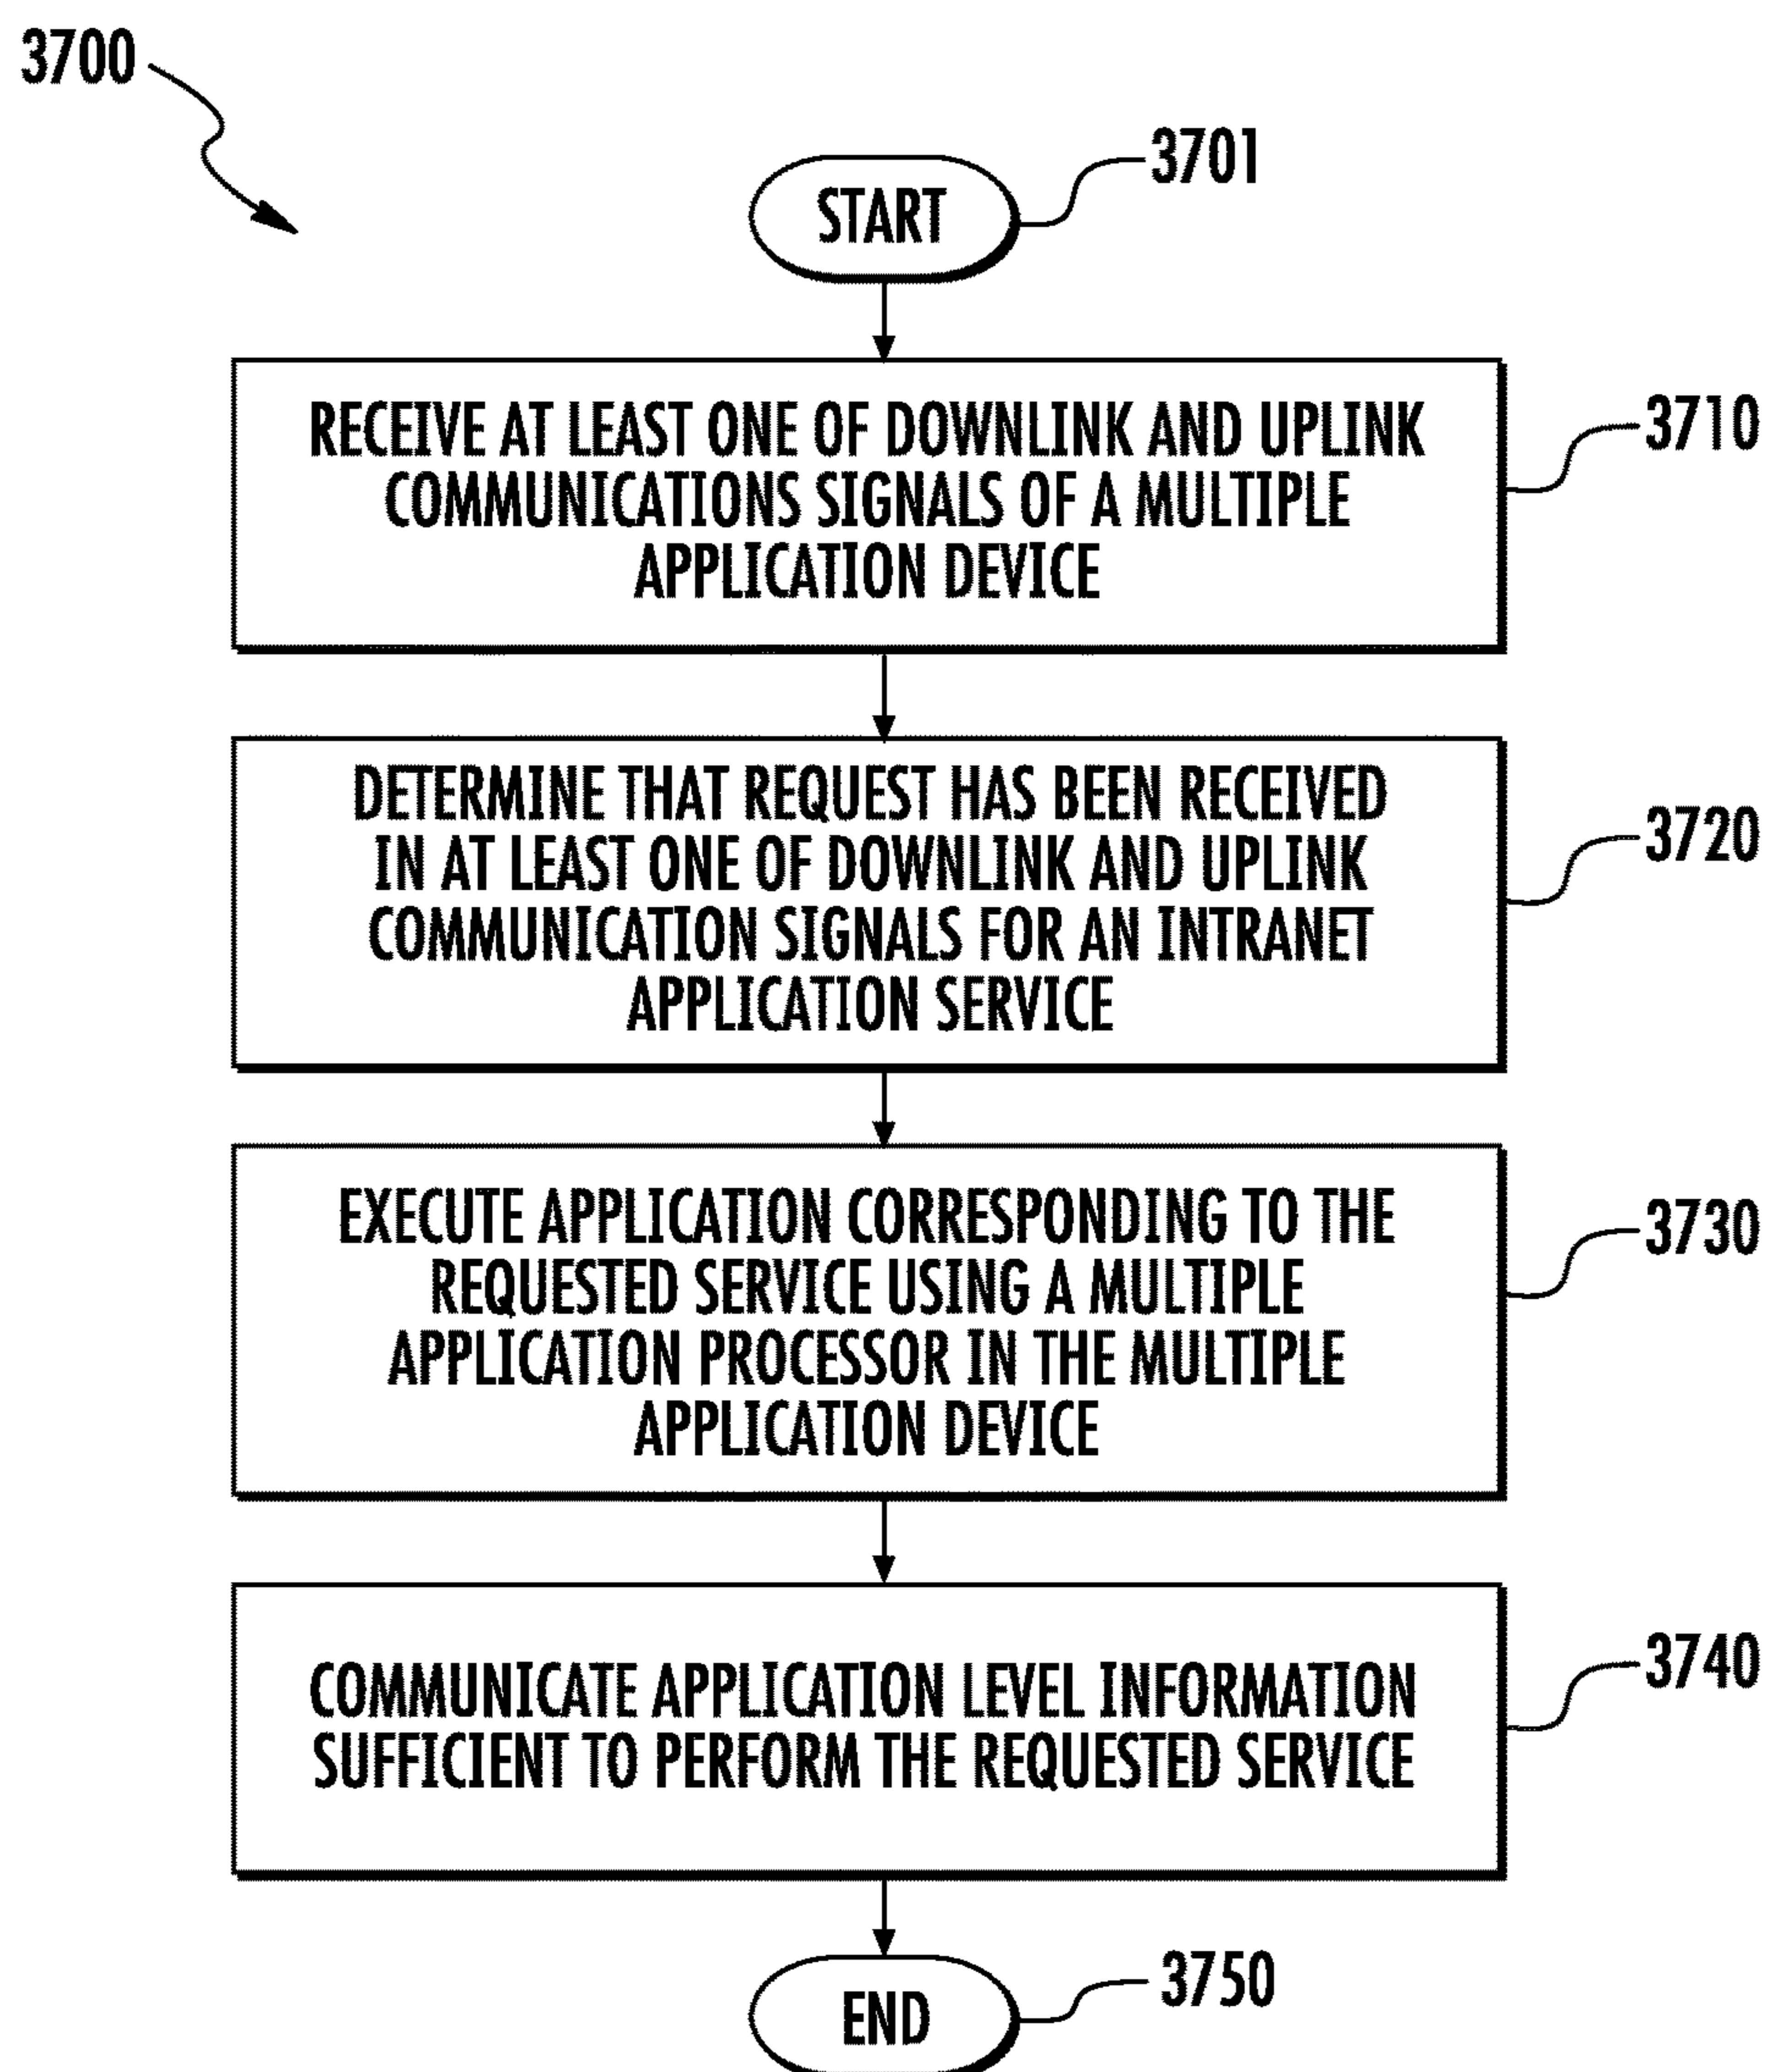 3700
START
3701
RECEIVE AT LEAST ONE OF DOWNLINK AND UPLINK
COMMUNICATIONS SIGNALS OF A MULTIPLE
APPLICATION DEVICE
3710
DETERMINE THAT REQUEST HAS BEEN RECEIVED
IN AT LEAST ONE OF DOWNLINK AND UPLINK
COMMUNICATION SIGNALS FOR AN INTRANET
APPLICATION SERVICE
3720
EXECUTE APPLICATION CORRESPONDING TO THE
REQUESTED SERVICE USING A MULTIPLE
APPLICATION PROCESSOR IN THE MULTIPLE
APPLICATION DEVICE
3730
COMMUNICATE APPLICATION LEVEL INFORMATION
SUFFICIENT TO PERFORM THE REQUESTED SERVICE
3740
END
3750